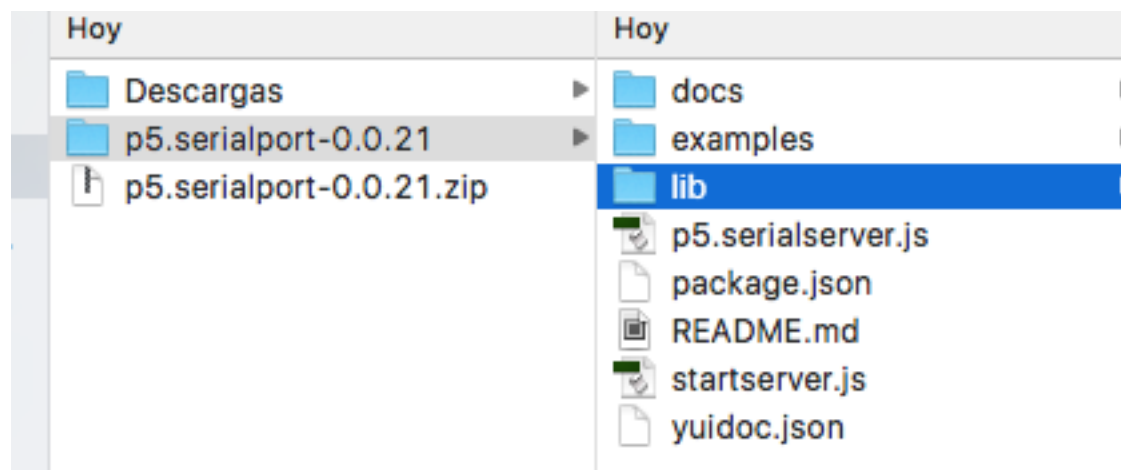 Hoy
Descargas
p5.serialport-0.0.21
p5.serialport-0.0.21.zip
Hoy
docs
examples
lib
p5.serialserver.js
package.json
README.md
startserver.js
yuidoc.json